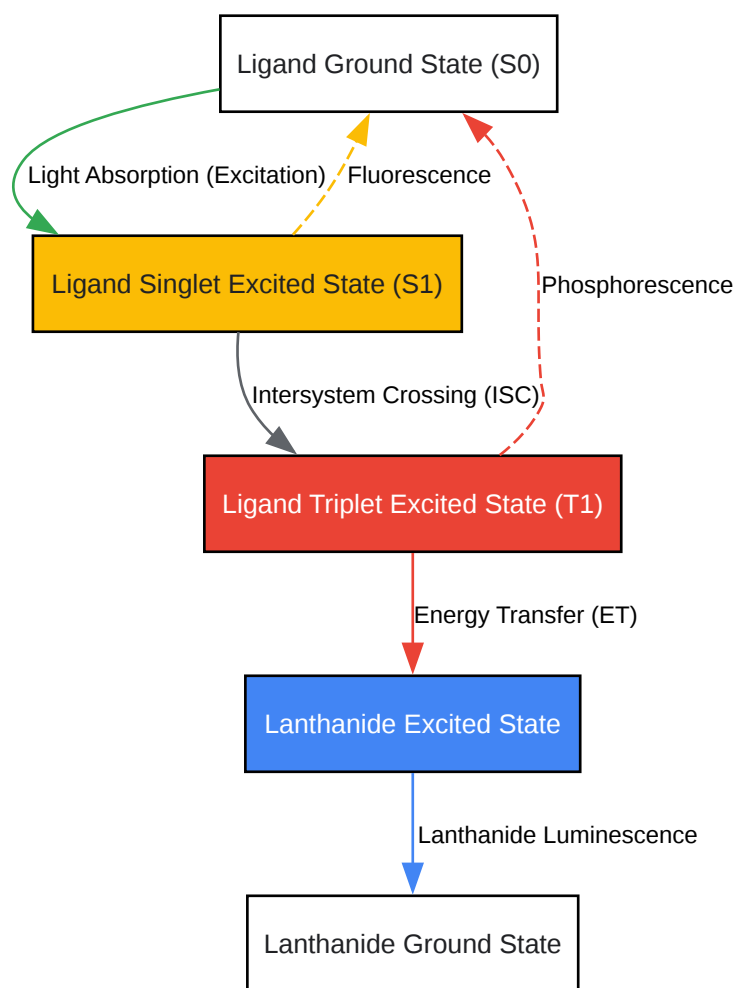 Ligand Ground State (S0)
Light Absorption (Excitation)
Fluorescence
Ligand Singlet Excited State (S1)
Phosphorescence
Intersystem Crossing (ISC)
Ligand Triplet Excited State (T1)
Energy Transfer (ET)
Lanthanide Excited State
Lanthanide Luminescence
Lanthanide Ground State